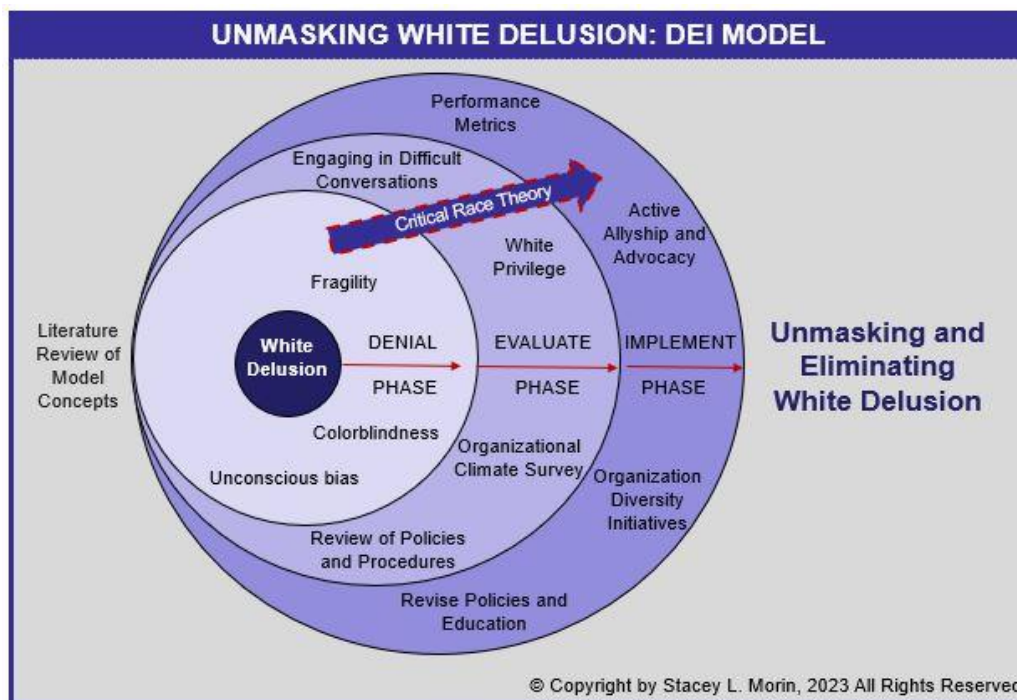 UNMASKING WHITE DELUSION: DEI MODEL
Performance
Metrics
Engaging in Difficult
Conversations
Critical Race Theory
Active
Allyship and
Advocacy
White
Privilege
Fragility
Literature
Review of
Model
Concepts
White
Delusion
DENIAL
PHASE
EVALUATE
PHASE
IMPLEMENT
PHASE
Unmasking and
Eliminating
White Delusion
Colorblindness
Unconscious bias
Organizational
Climate Survey
Organization
Diversity
Initiatives
Review of Policies
and Procedures
Revise Policies and
Education
© Copyright by Stacey L. Morin, 2023 All Rights Reserved